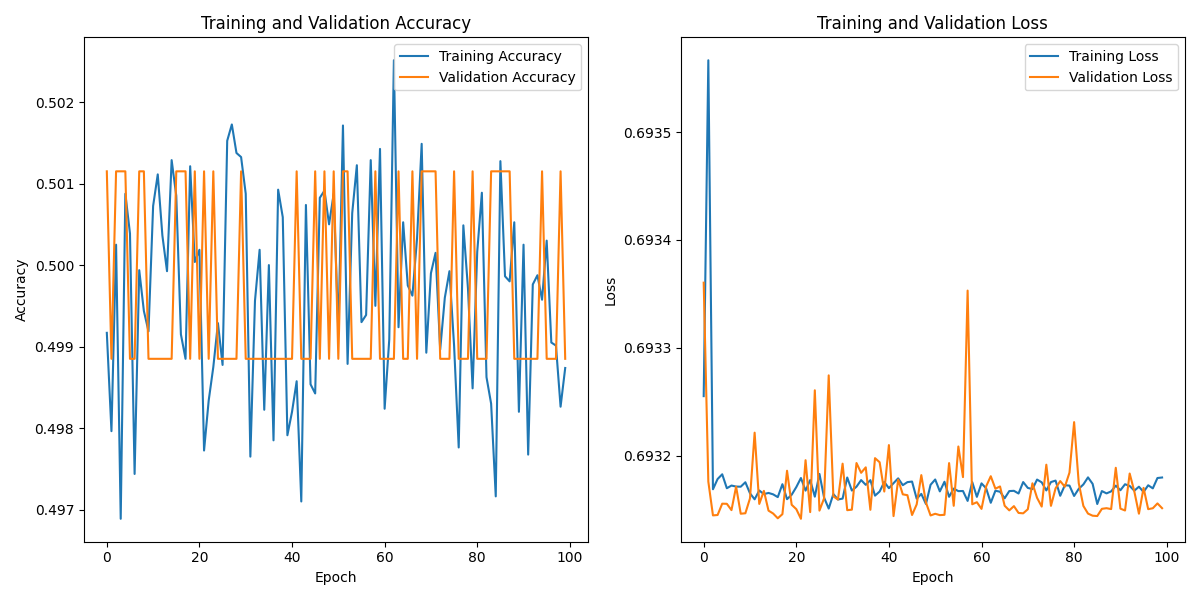 Training and Validation Accuracy
Training Accuracy
Validation Accuracy
0.502
0.501
0.500
0.499
0.498
0.497
Accuracy
0 20 40 60 80 100
Epoch
Training and Validation Loss
Training Loss
Validation Loss
0.6935
0.6934
0.6933
0.6932
Loss
0 20 40 60 80 100
Epoch